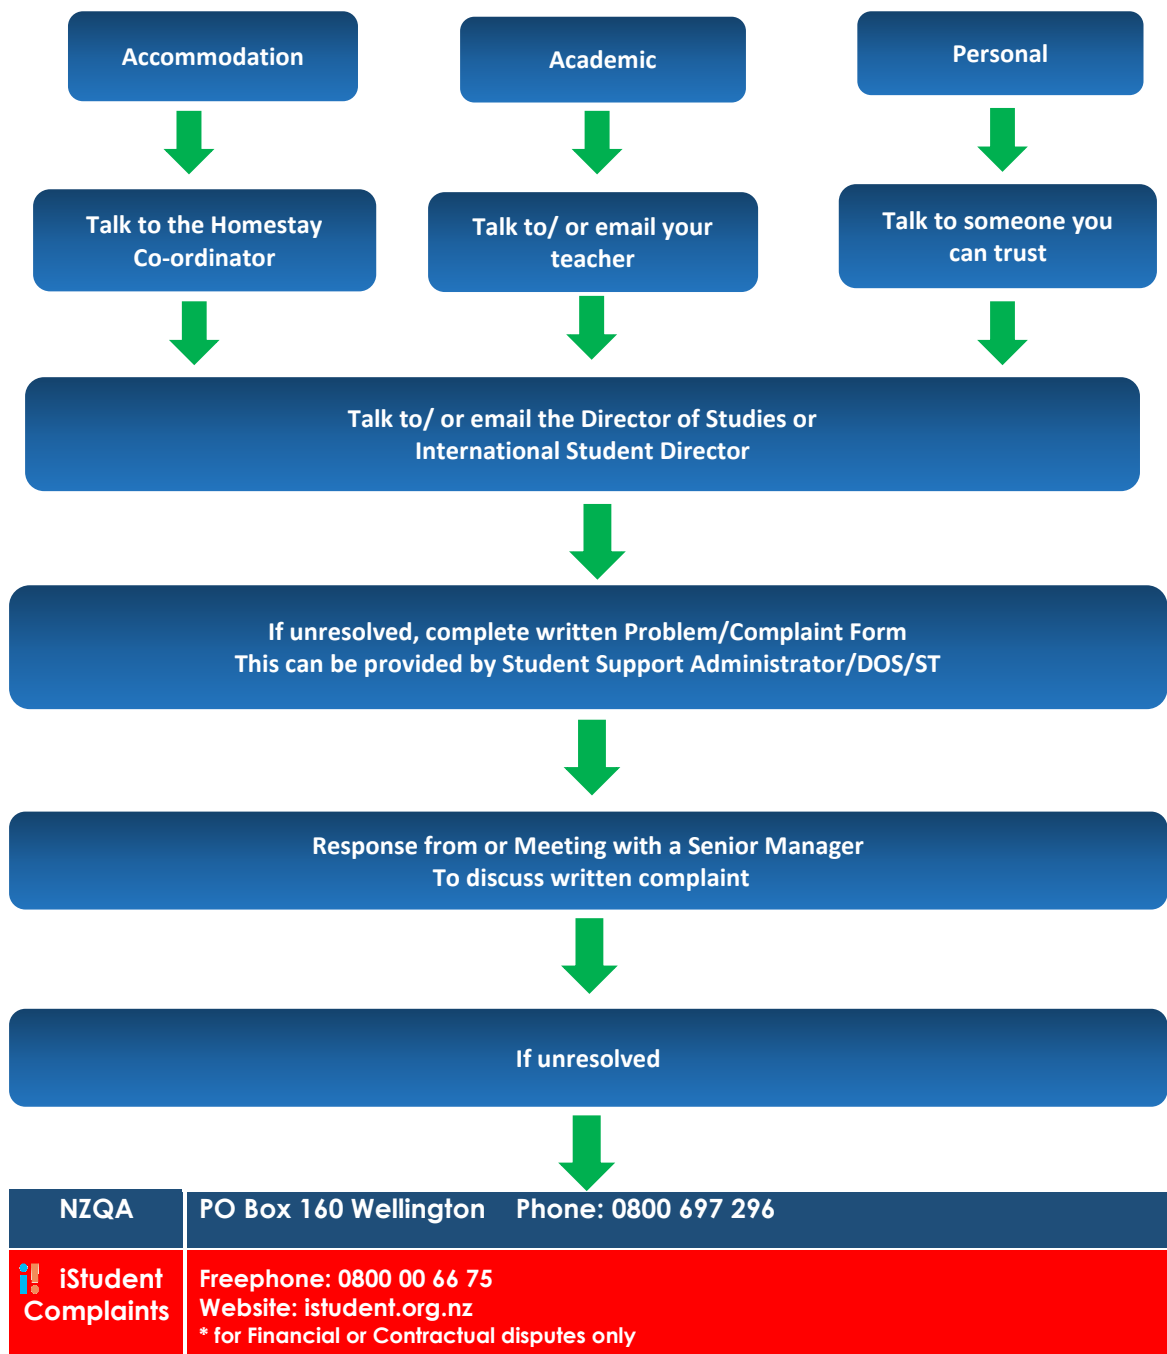 Accommodation
Academic
Personal
Talk to the Homestay
Co-ordinator
Talk to/ or email your
teacher
Talk to someone you
can trust
Talk to/ or email the Director of Studies or
International Student Director
If unresolved, complete written Problem/Complaint Form
This can be provided by Student Support Administrator/DOS/ST
Response from or Meeting with a Senior Manager
To discuss written complaint
If unresolved
NZQA
PO Box 160 Wellington Phone: 0800 697 296
iStudent
Complaints
Freephone: 0800 00 66 75
Website: istudent.org.nz
* for Financial or Contractual disputes only